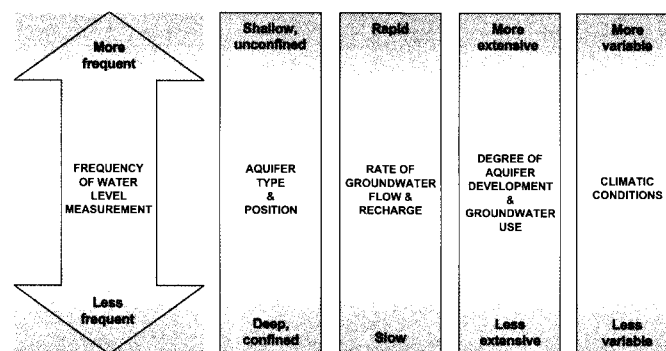 More
frequent
FREQUENCY
OF WATER
LEVEL
MEASUREMENT
Less
frequent
Shallow,
unconfined
AQUIFER
TYPE
&
POSITION
Deep,
confined
Rapid
RATE OF
GROUNDWATER
FLOW &
RECHARGE
Slow
More
extensive
DEGREE OF
AQUIFER
DEVELOPMENT
&
GROUNDWATER
USE
Less
extensive
More
variable
CLIMATIC
CONDITIONS
Less
variable